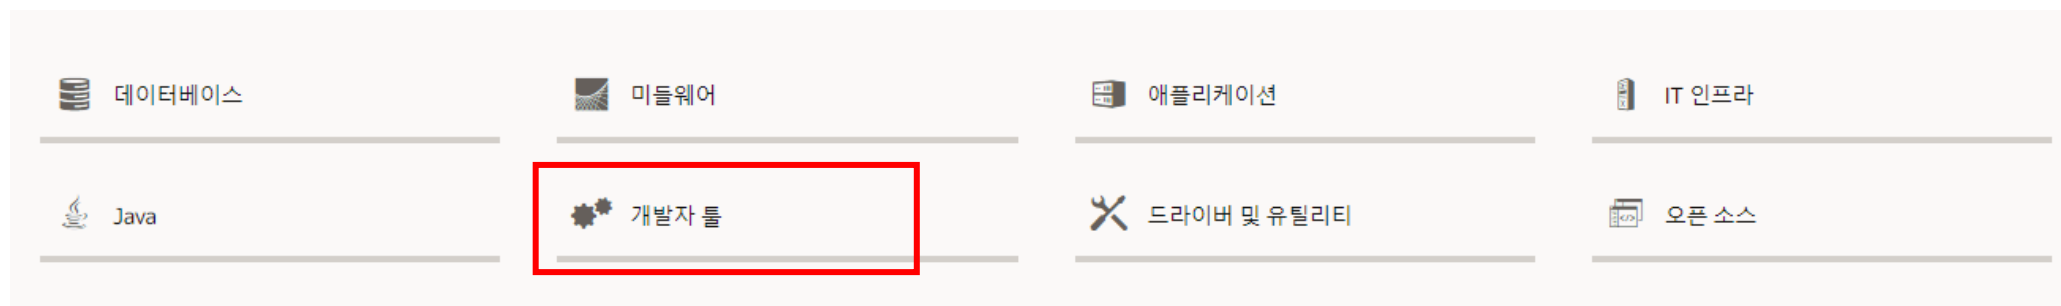 데이터베이스
미들웨어
애플리케이션
IT 인프라
Java
개발자 툴
드라이버 및 유틸리티
오픈 소스